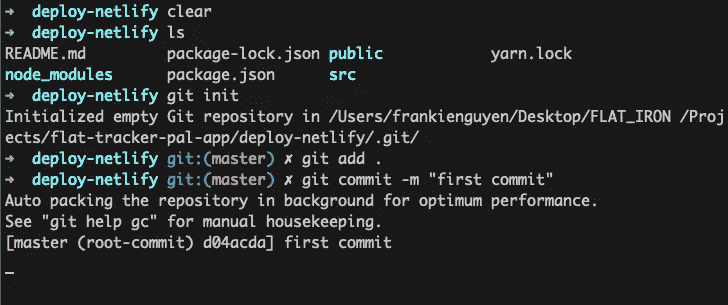 ➜ deploy-netlify clear
➜ deploy-netlify ls
README.md package-lock.json public yarn.lock
node_modules package.json src
➜ deploy-netlify git init
Initialized empty Git repository in /Users/frankienguyen/Desktop/FLAT_IRON /Proj
ects/flat-tracker-pal-app/deploy-netlify/.git/
➜ deploy-netlify git:(master) ✗ git add .
➜ deploy-netlify git:(master) ✗ git commit -m "first commit"
Auto packing the repository in background for optimum performance.
See "git help gc" for manual housekeeping.
[master (root-commit) d04acda] first commit
_